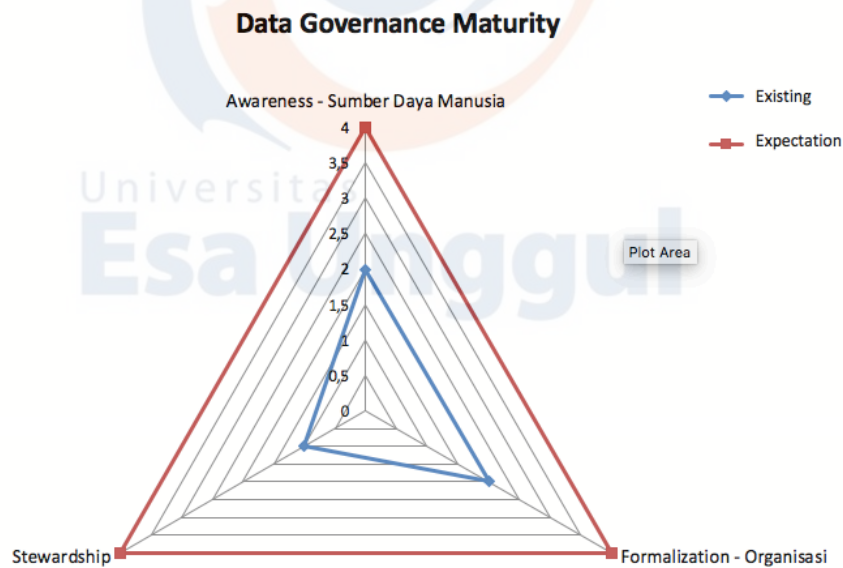 Data Governance Maturity
Awareness - Sumber Daya Manusia
Existing
Expectation
4
3,5
3
2,5
2
1,5
1
0,5
0
Universitas
Esa Unggul
Plot Area
Stewardship
Formalization - Organisasi